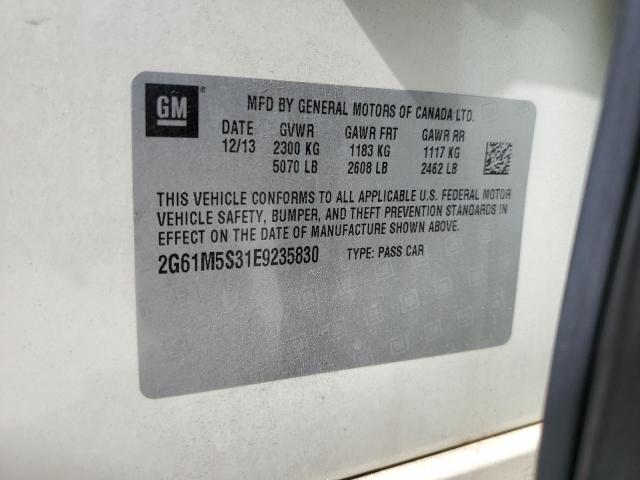 GM
MFD BY GENERAL MOTORS OF CANADA LTD.
DATE GVWR GAWR FRT GAWR RR
12/13 2300 KG 1183 KG 1117 KG
5070 LB 2608 LB 2462 LB
THIS VEHICLE CONFORMS TO ALL APPLICABLE U.S. FEDERAL MOTOR
VEHICLE SAFETY, BUMPER, AND THEFT PREVENTION STANDARDS IN
EFFECT ON THE DATE OF MANUFACTURE SHOWN ABOVE.
2G61M5S31E9235830 TYPE: PASS CAR